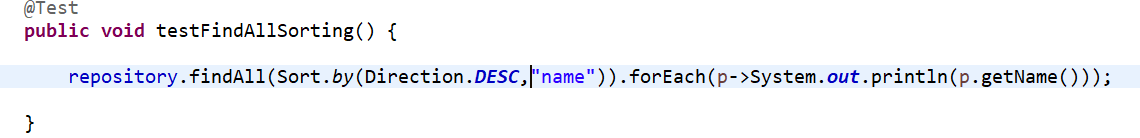 @Test
public void testFindAllSorting() {
repository.findAll(Sort.by(Direction.DESC,"name")).forEach(p->System.out.println(p.getName()));
}